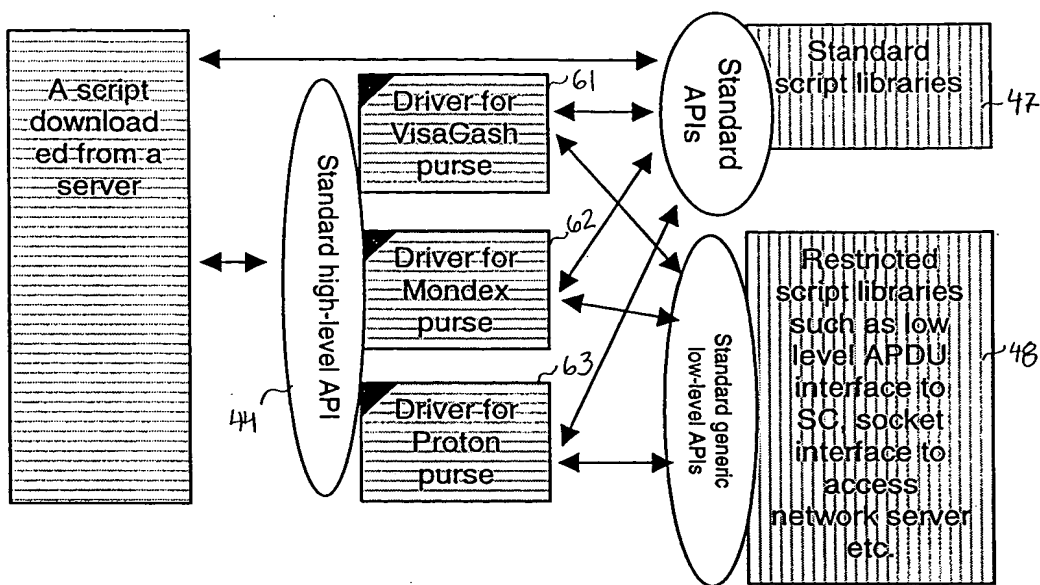 A script
download
ed from a
server
44
Standard high-level API
61
Driver for
VisaGash
purse
62
Driver for
Mondex
purse
63
Driver for
Proton
purse
Standard
APIs
Standard
script libraries
47
Standard generic
low-level APIs
Restricted
script libraries
such as low
level APDU
interface to
SC, socket
interface to
access
network server
etc.
48